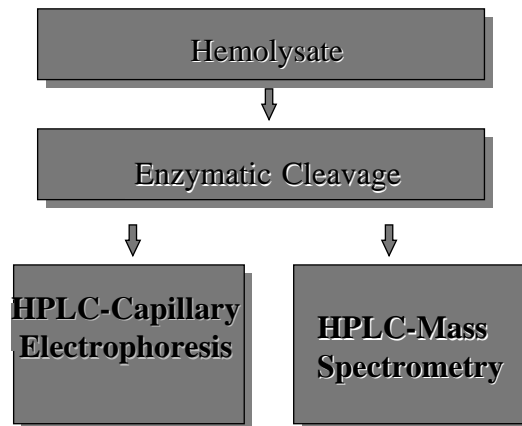 Hemolysate
Enzymatic Cleavage
HPLC-Capillary
Electrophoresis
HPLC-Mass
Spectrometry